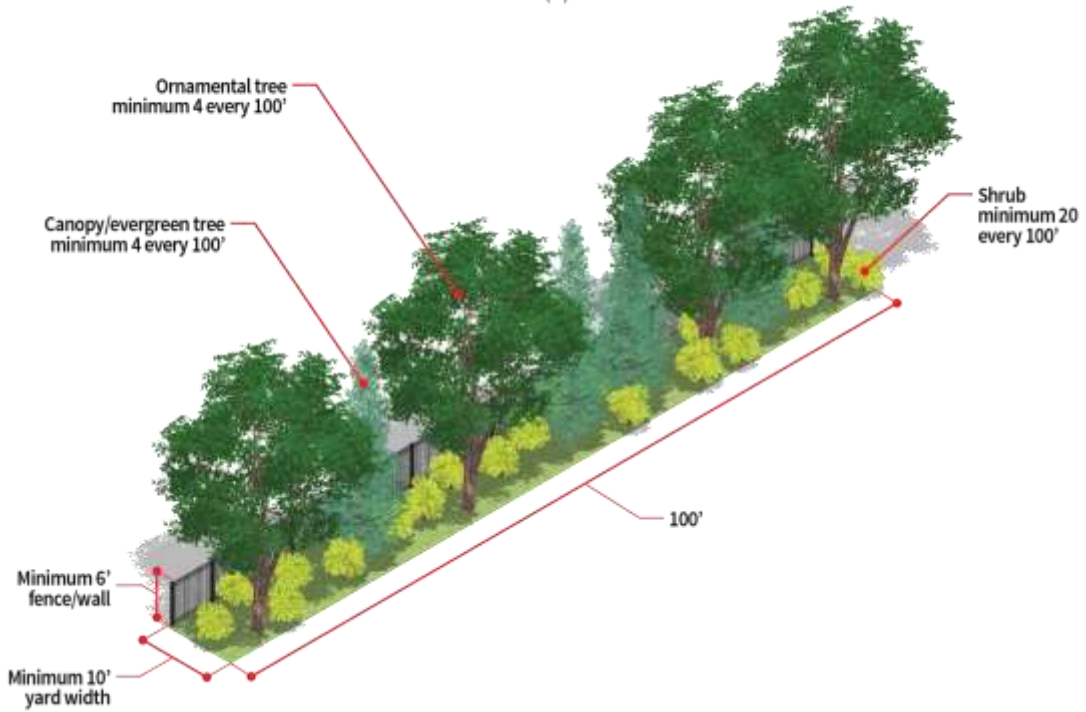 Ornamental tree
minimum 4 every 100'
Canopy/evergreen tree
minimum 4 every 100'
Shrub
minimum 20
every 100'
100'
Minimum 6'
fence/wall
Minimum 10'
yard width